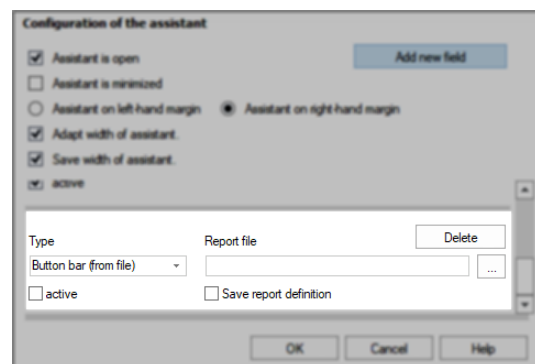 Configuration of the assistant
Assistant is open
Add new field
Assistant is minimized
Assistant on left-hand margin Assistant on right-hand margin
Adapt width of assistant.
Save width of assistant.
active
Type Report file Delete
Button bar (from file) ...
active Save report definition
OK Cancel Help